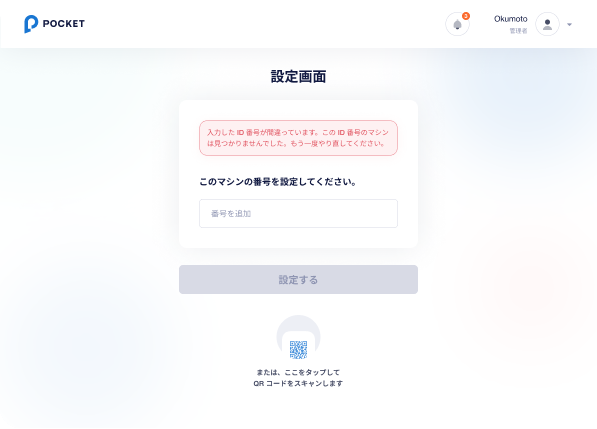 POCKET
3
Okumoto
管理者
設定画面
入力した ID 番号が間違っています。この ID 番号のマシン
は見つかりませんでした。もう一度やり直してください。
このマシンの番号を設定してください。
番号を追加
設定する
または、ここをタップして
QR コードをスキャンします